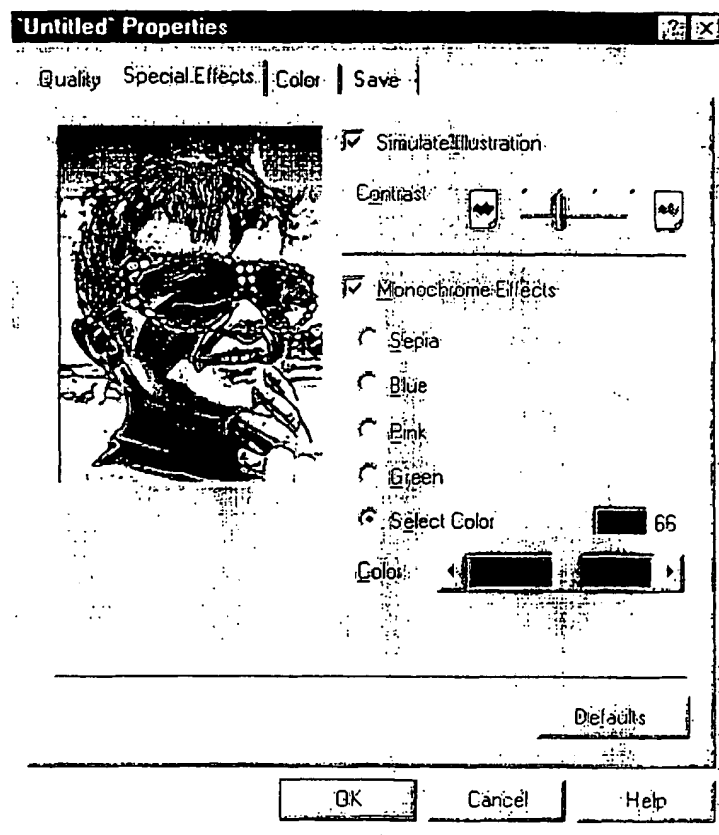 `Untitled` Properties
Quality Special Effects Color Save
Simulate Illustration
Contrast
Monochrome Effects
Sepia
Blue
Pink
Green
Select Color 66
Color
Defaults
OK Cancel Help